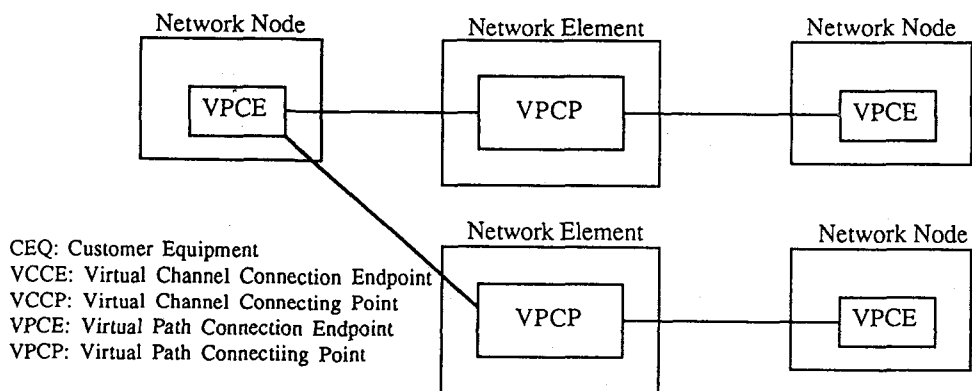 Network Node
Network Element
Network Node
VPCE
VPCP
VPCE
Network Element
Network Node
CEQ: Customer Equipment
VCCE: Virtual Channel Connection Endpoint
VCCP: Virtual Channel Connecting Point
VPCE: Virtual Path Connection Endpoint
VPCP: Virtual Path Connectiing Point
VPCP
VPCE